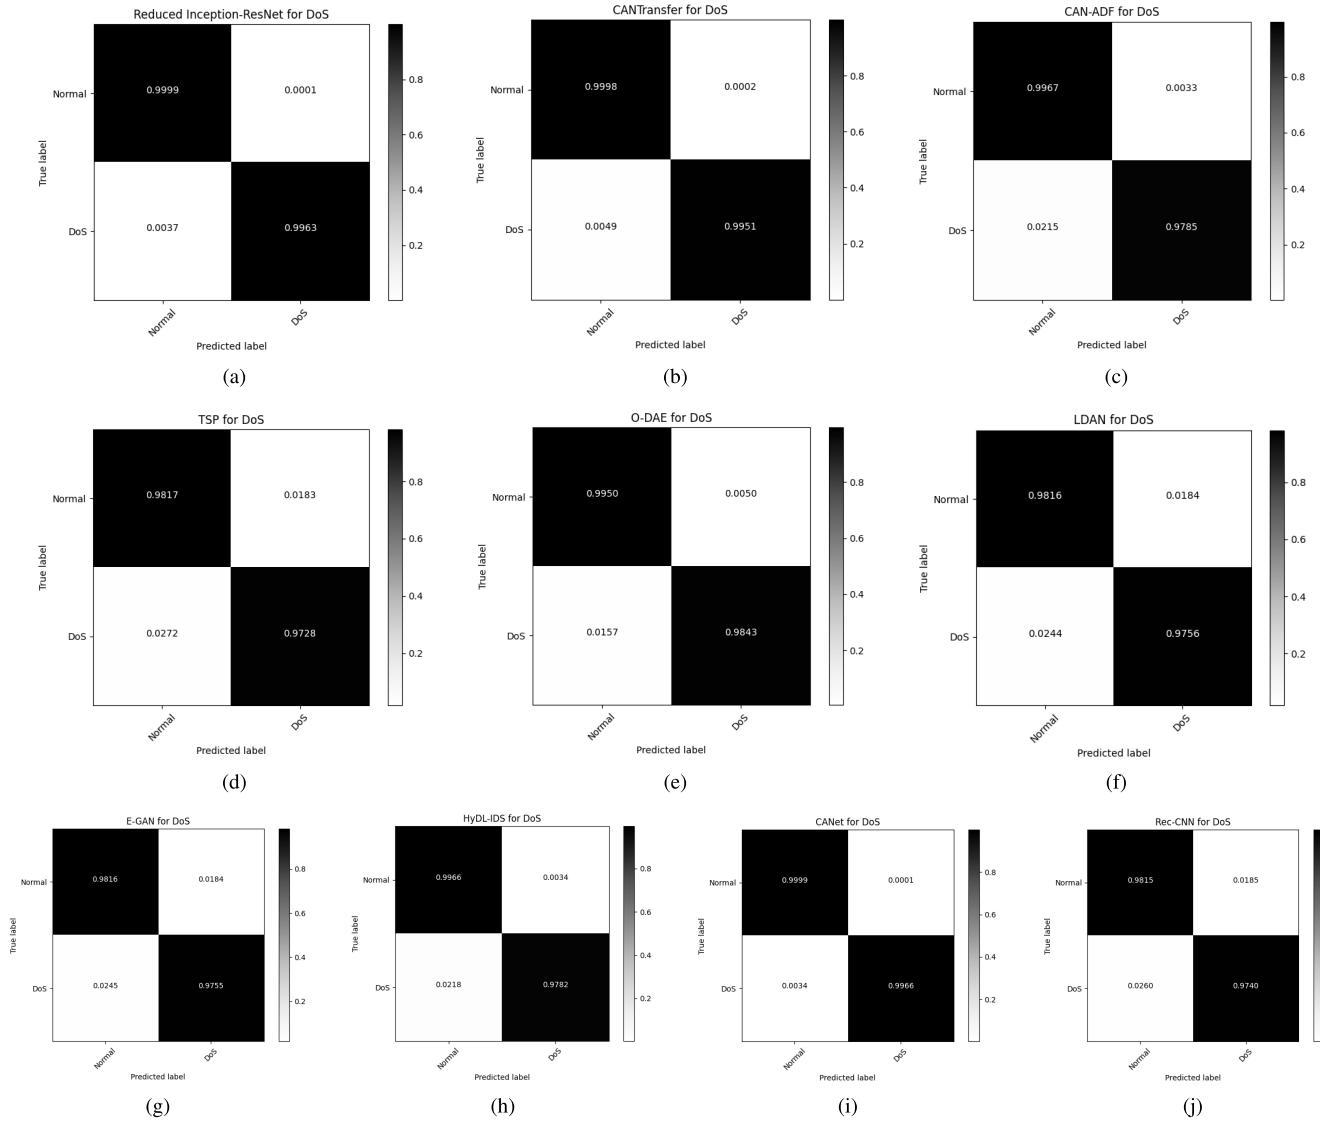 Reduced Inception-ResNet for DoS
Normal
0.9999
0.0001
0.8
0.6
True label
0.4
DoS
0.0037
0.9963
0.2
Normal
DoS
Predicted label
(a)
CANTransfer for DoS
Normal
0.9998
0.0002
0.8
0.6
True label
0.4
DoS
0.0049
0.9951
0.2
Normal
DoS
Predicted label
(b)
CAN-ADF for DoS
Normal
0.9967
0.0033
0.8
0.6
True label
0.4
DoS
0.0215
0.9785
0.2
Normal
DoS
Predicted label
(c)
TSP for DoS
Normal
0.9817
0.0183
0.8
0.6
True label
0.4
DoS
0.0272
0.9728
0.2
Normal
DoS
Predicted label
(d)
O-DAE for DoS
Normal
0.9950
0.0050
0.8
0.6
True label
0.4
DoS
0.0157
0.9843
0.2
Normal
DoS
Predicted label
(e)
LDAN for DoS
Normal
0.9816
0.0184
0.8
0.6
True label
0.4
DoS
0.0244
0.9756
0.2
Normal
DoS
Predicted label
(f)
E-GAN for DoS
Normal
0.9816
0.0184
0.8
0.6
True label
0.4
DoS
0.0245
0.9755
0.2
Normal
DoS
Predicted label
(g)
HyDL-IDS for DoS
Normal
0.9966
0.0034
0.8
0.6
True label
0.4
DoS
0.0218
0.9782
0.2
Normal
DoS
Predicted label
(h)
CANet for DoS
Normal
0.9999
0.0001
0.8
0.6
True label
0.4
DoS
0.0034
0.9966
0.2
Normal
DoS
Predicted label
(i)
Rec-CNN for DoS
Normal
0.9815
0.0185
True label
DoS
0.0260
0.9740
Normal
DoS
Predicted label
(j)